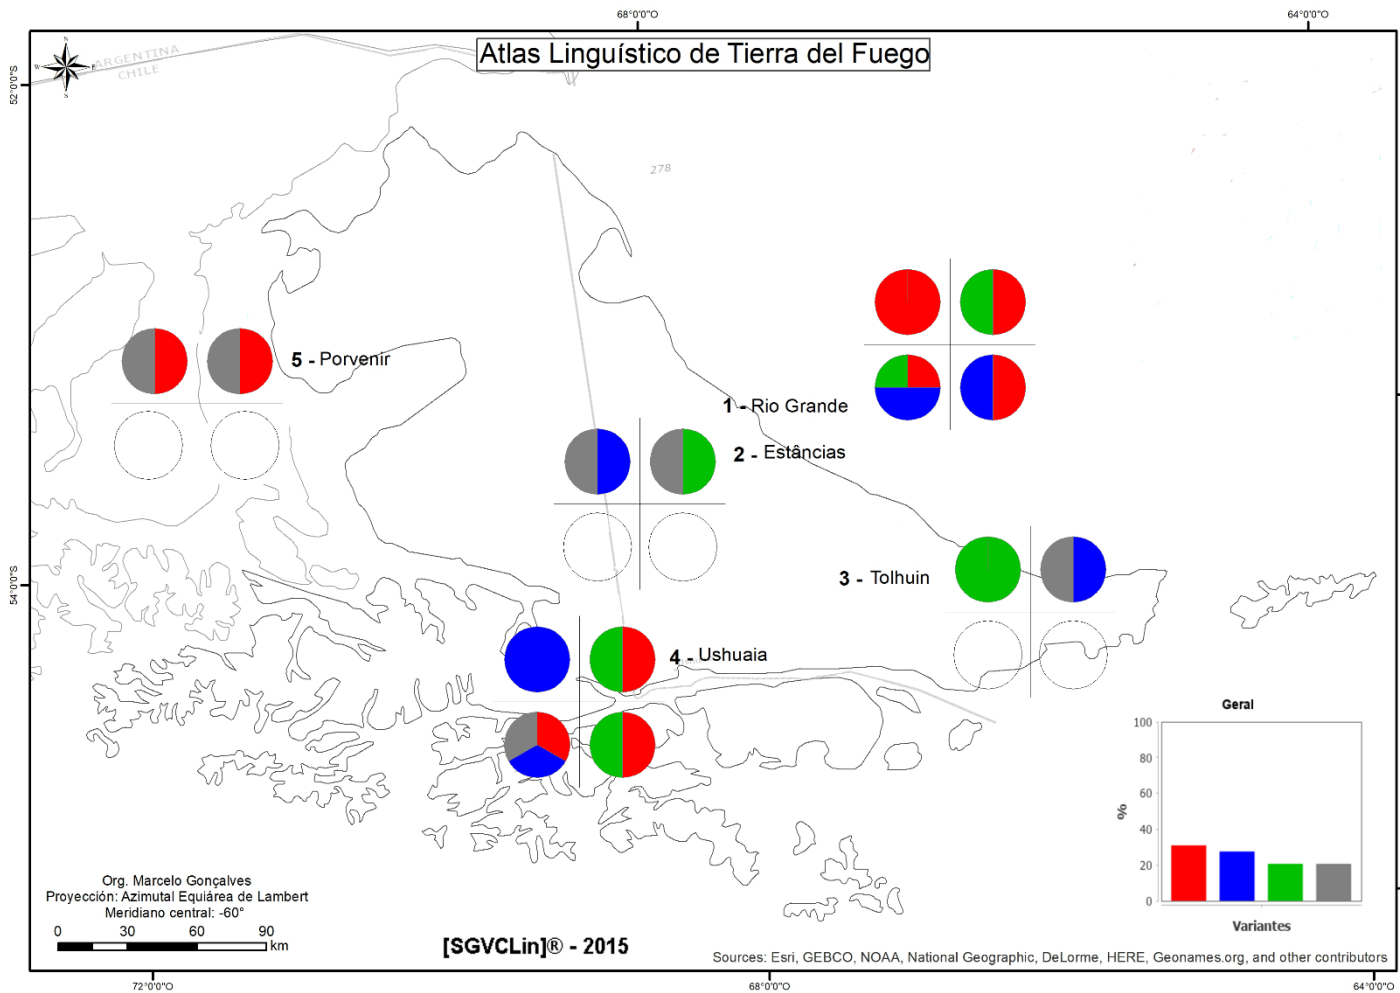 68°0'0"O
64°0'0"O
Atlas Linguístico de Tierra del Fuego
ARGENTINA
CHILE
N
W
E
S
52°0'0"S
278
5 - Porvenir
1 - Rio Grande
2 - Estâncias
3 - Tolhuin
54°0'0"S
4 - Ushuaia
Geral
100
80
60
40
20
0
%
Variantes
Org. Marcelo Gonçalves
Proyección: Azimutal Equiárea de Lambert
Meridiano central: -60°
0 30 60 90
km
[SGVCLin]® - 2015
Sources: Esri, GEBCO, NOAA, National Geographic, DeLorme, HERE, Geonames.org, and other contributors
72°0'0"O
68°0'0"O
64°0'0"O